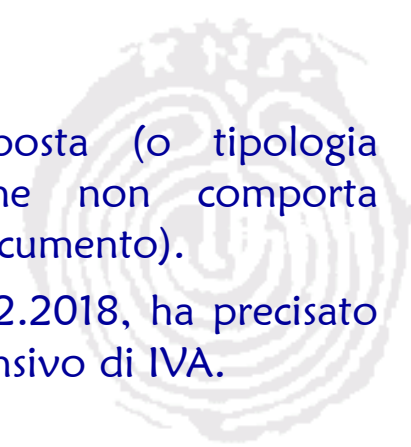 posta (o tipologia
ne non comporta
cumento).
2.2018, ha precisato
nsivo di IVA.